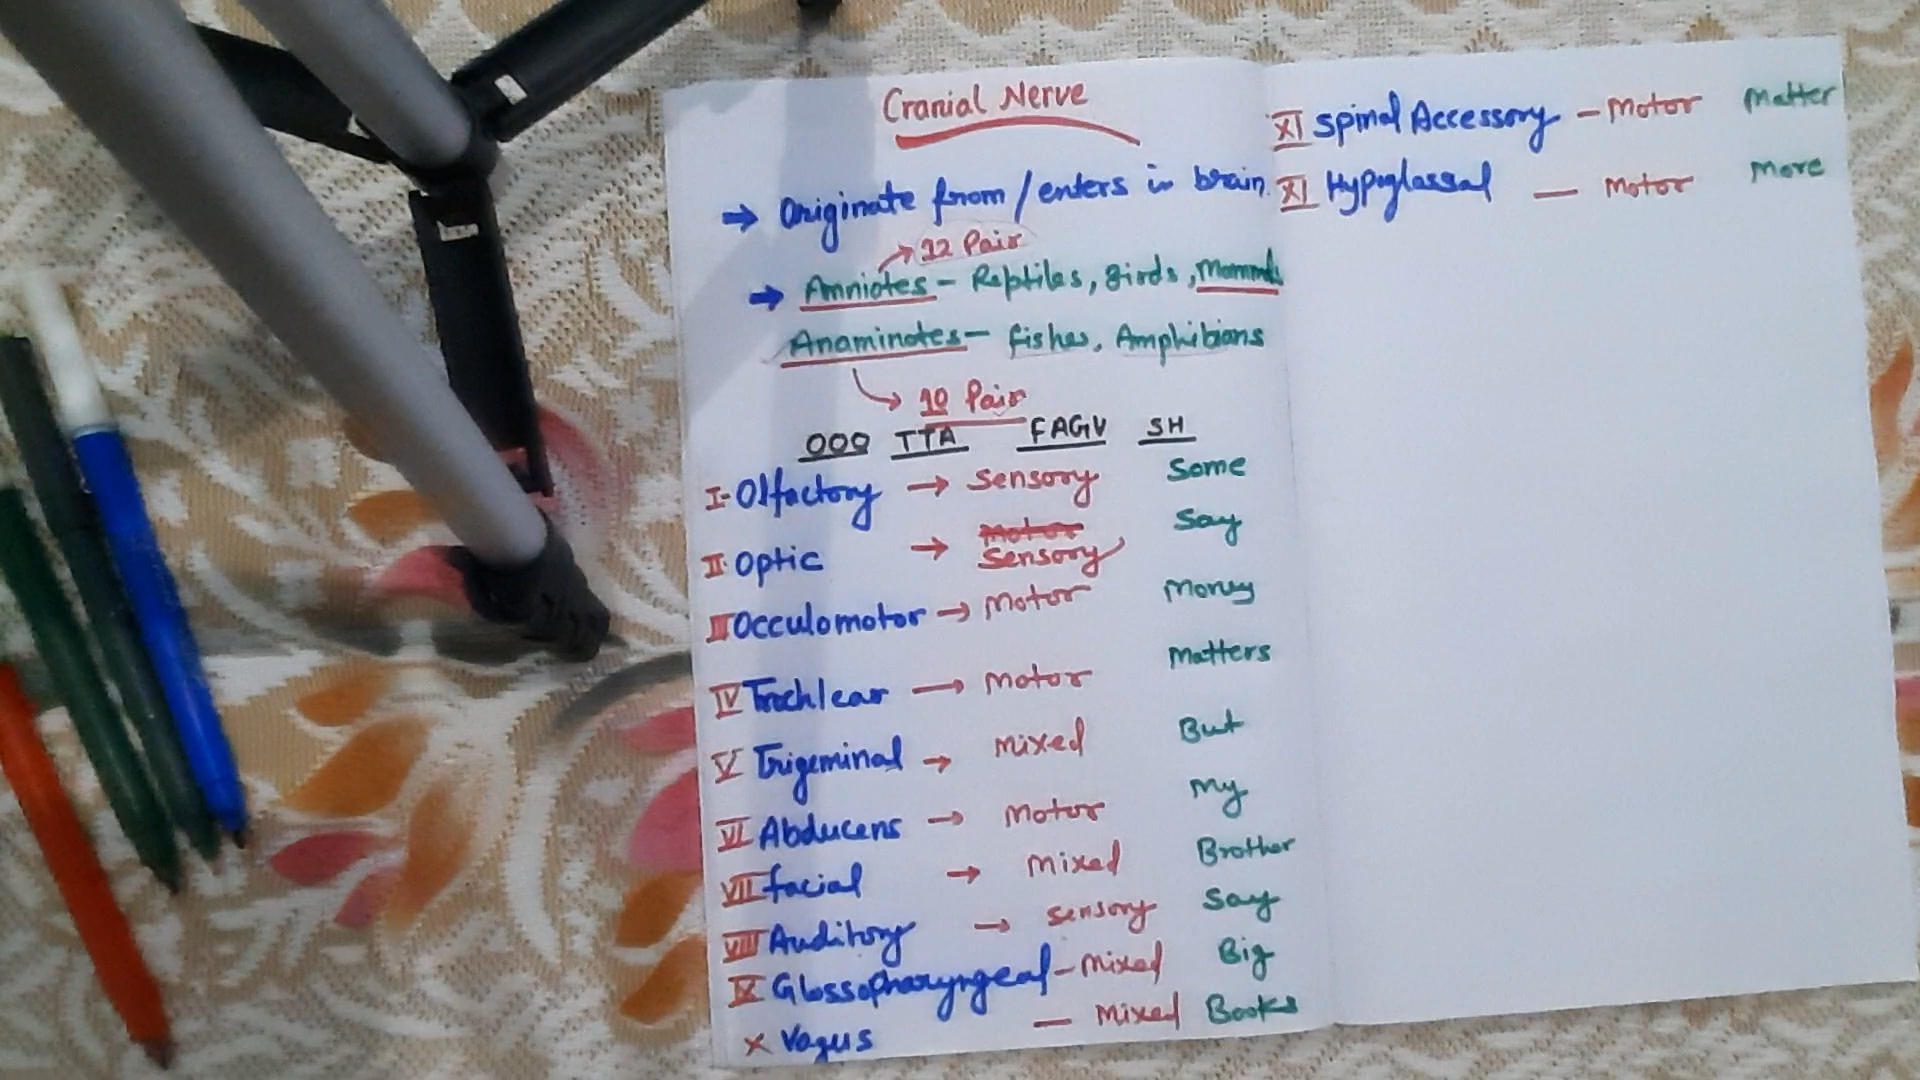 Cranial Nerve
⇒ Originate from/enters in brain.
→ 12 Pair
⇒ Amniotes - Reptiles, Birds, Mammals
Anaminotes - Fishes, Amphibians
→ 10 Pair
OOO TTA FAGV SH
I- Olfactory → Sensory Some
II- Optic → Motor Sensory Say
III Occulomotor → Motor Money
IV Trochlear → Motor Matters
V Trigeminal → Mixed But
VI Abducens → Motor My
VII facial → Mixed Brother
VIII Auditory → Sensory Say
IX Glossopharyngeal - Mixed Big
X Vagus - Mixed Books
XI Spinal Accessory - Motor Matter
XI Hypoglassal - Motor More